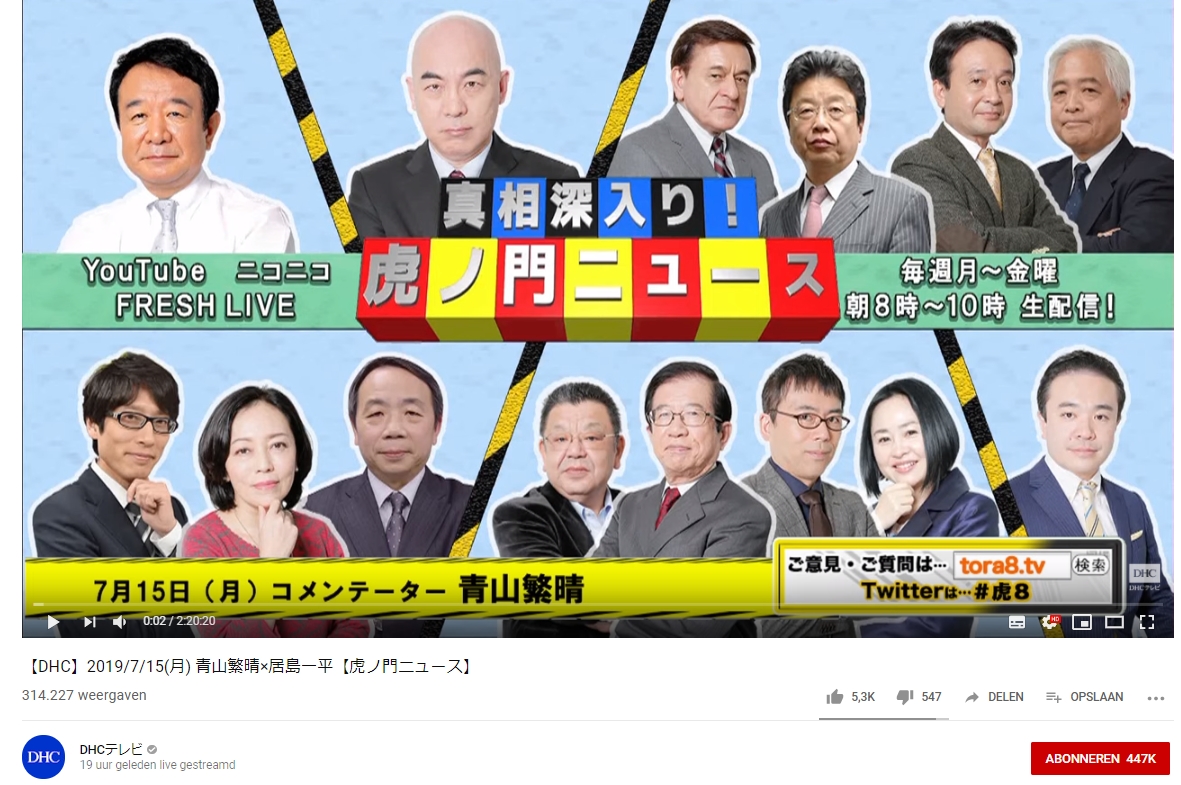 真相深入り！
虎ノ門ニュース
YouTube ニコニコ
FRESH LIVE
毎週月～金曜
朝8時～10時 生配信！
7月15日（月）コメンテーター 青山繁晴
ご意見・ご質問は… tora8.tv 検索
Twitterは…#虎8
DHC
DHCテレビ
0:02 / 2:20:20
HD
【DHC】2019/7/15(月) 青山繁晴×居島一平【虎ノ門ニュース】
314.227 weergaven
5,3K
547
DELEN
OPSLAAN
DHC
DHCテレビ
19 uur geleden live gestreamd
ABONNEREN 447K